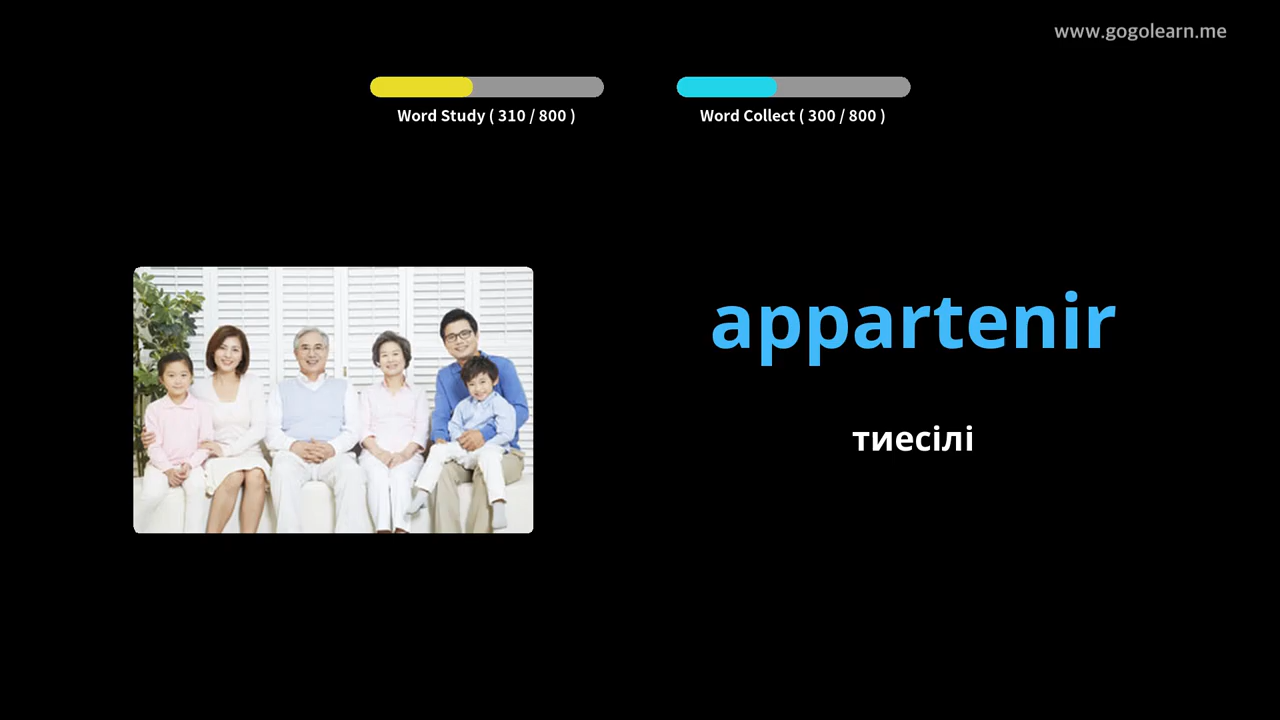 www.gogolearn.me
Word Study ( 310 / 800 )
Word Collect ( 300 / 800 )
appartenir
тиесілі